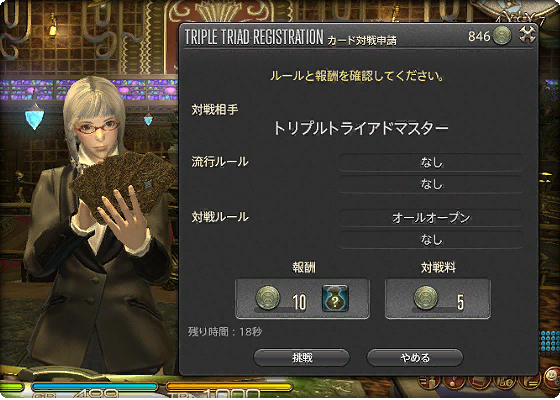 TRIPLE TRIAD REGISTRATION カード対戦申請 846
ルールと報酬を確認してください。
対戦相手
トリプルトライアドマスター
流行ルール なし
なし
対戦ルール オールオープン
なし
報酬 対戦料
10 ? 5
残り時間：18秒
挑戦 やめる